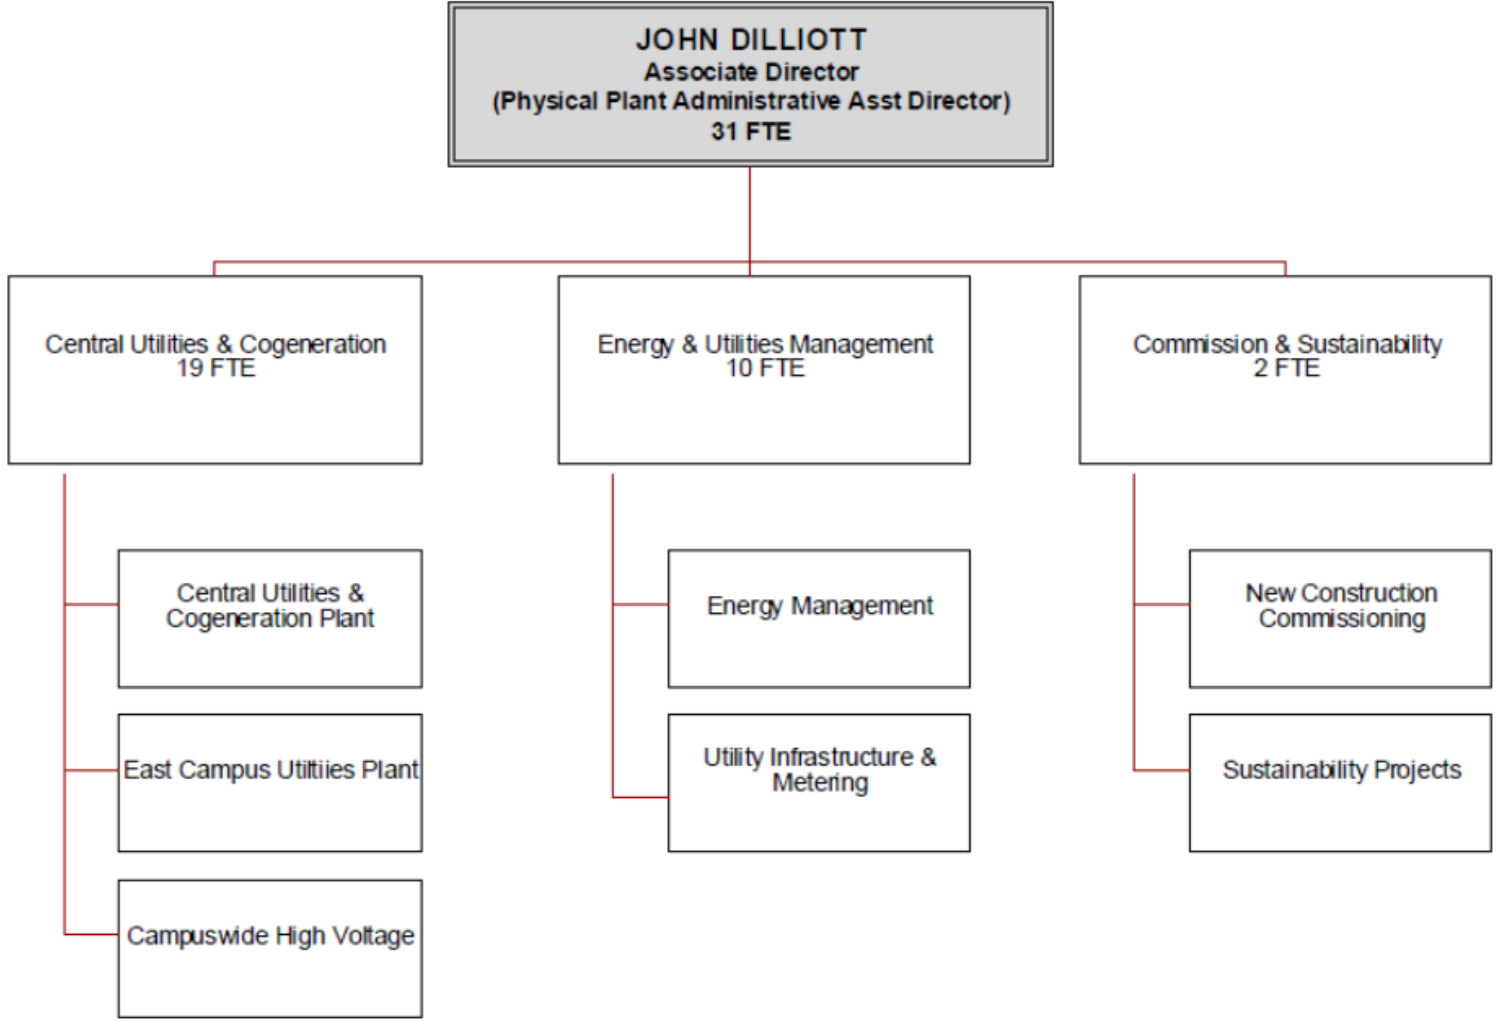 JOHN DILLIOTT
Associate Director
(Physical Plant Administrative Asst Director)
31 FTE
Central Utilities & Cogeneration
19 FTE
Energy & Utilities Management
10 FTE
Commission & Sustainability
2 FTE
Central Utilities &
Cogeneration Plant
East Campus Utiltiies Plant
Campuswide High Voltage
Energy Management
Utility Infrastructure &
Metering
New Construction
Commissioning
Sustainability Projects